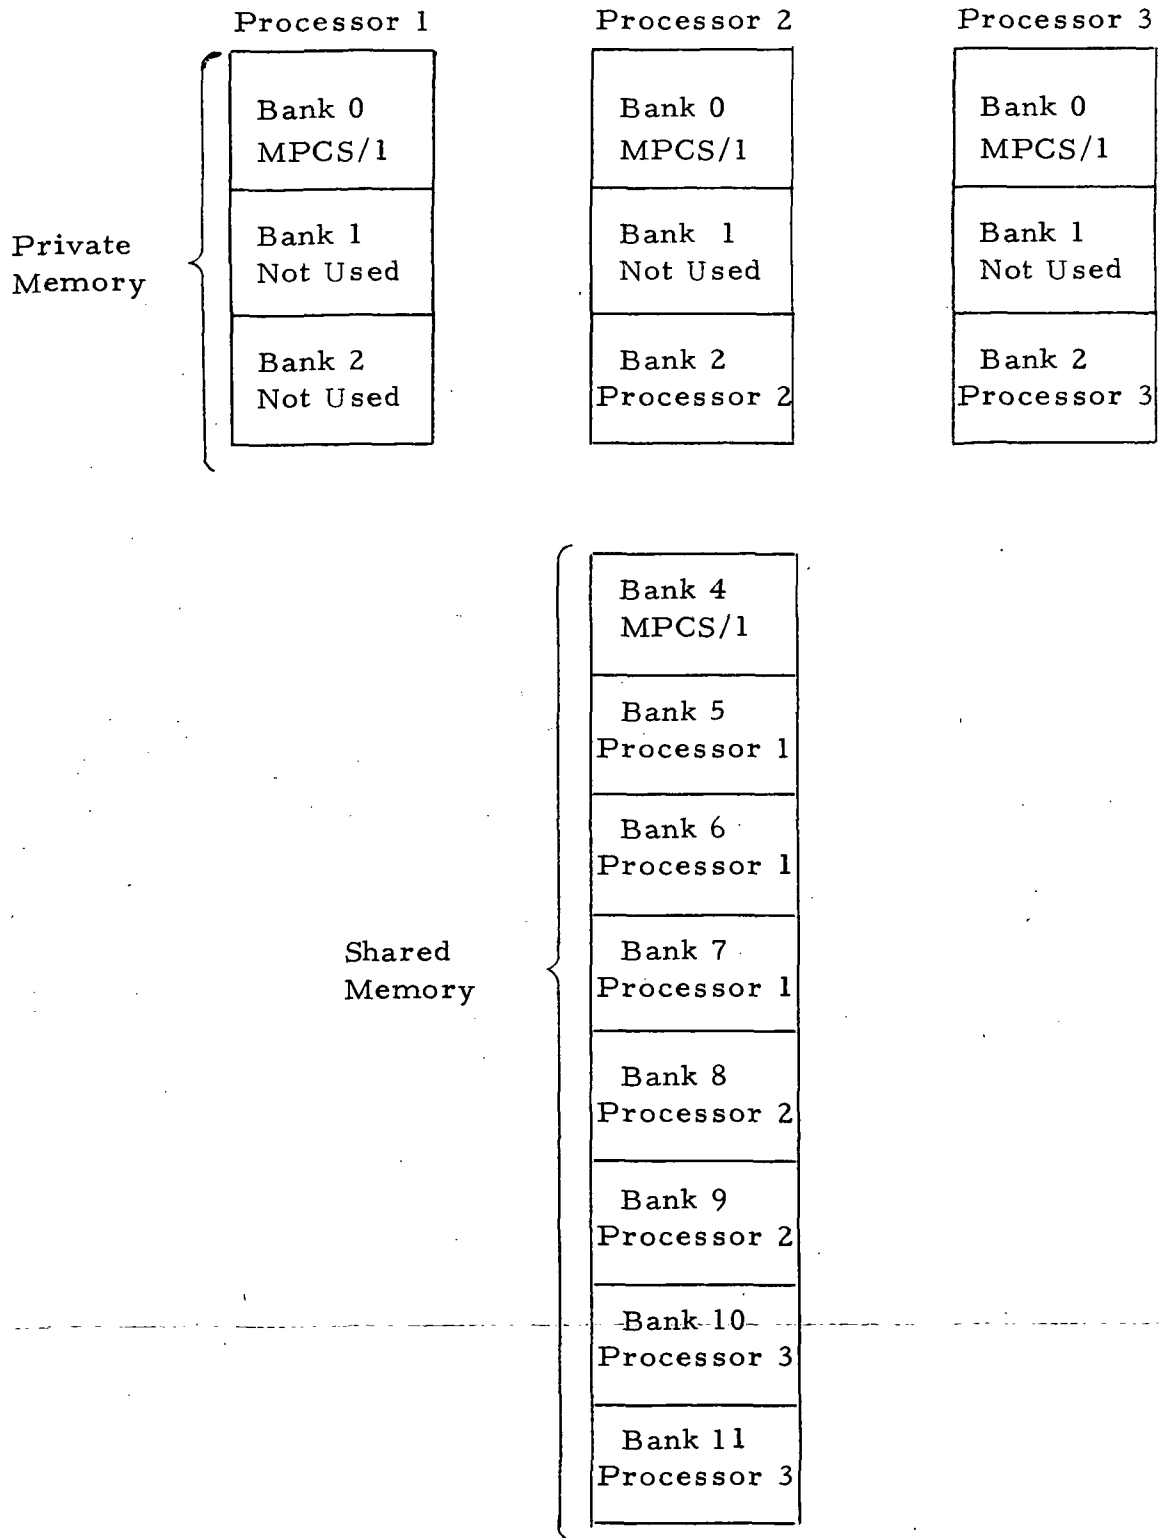 Processor 1
Processor 2
Processor 3
Private
Memory
Bank 0
MPCS/1
Bank 1
Not Used
Bank 2
Not Used
Bank 0
MPCS/1
Bank 1
Not Used
Bank 2
Processor 2
Bank 0
MPCS/1
Bank 1
Not Used
Bank 2
Processor 3
Shared
Memory
Bank 4
MPCS/1
Bank 5
Processor 1
Bank 6
Processor 1
Bank 7
Processor 1
Bank 8
Processor 2
Bank 9
Processor 2
Bank 10
Processor 3
Bank 11
Processor 3